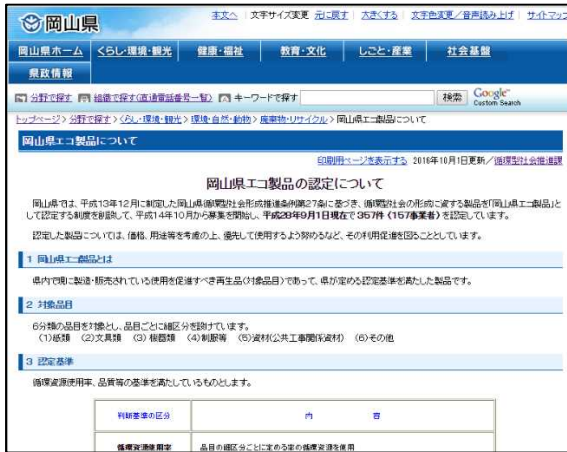 岡山県
本文へ 文字サイズ変更 元に戻す 大きくする 文字色変更/音声読み上げ サイトマップ
岡山県ホーム くらし・環境・観光 健康・福祉 教育・文化 しごと・産業 社会基盤
県政情報
分野で探す 組織で探す(直通電話番号一覧) キーワードで探す 検索 Google Custom Search
トップページ > 分野で探す > くらし・環境・観光 > 環境・自然・動物 > 廃棄物・リサイクル > 岡山県エコ製品について
岡山県エコ製品について
印刷用ページを表示する 2016年10月1日更新/循環型社会推進課
岡山県エコ製品の認定について
岡山県では、平成13年12月に制定した岡山県循環型社会形成推進条例第27条に基づき、循環型社会の形成に資する製品を「岡山県エコ製品」と
して認定する制度を創設して、平成14年10月から募集を開始し、平成28年9月1日現在で357件(157事業者)を認定しています。
認定した製品については、価格、用途等を考慮の上、優先して使用するよう努めるなど、その利用促進を図ることとしています。
1 岡山県エコ製品とは
県内で現に製造・販売されている使用を促進すべき再生品(対象品目)であって、県が定める認定基準を満たした製品です。
2 対象品目
6分類の品目を対象とし、品目ごとに細区分を設けています。
(1)紙類 (2)文具類 (3)機器類 (4)制服等 (5)資材(公共工事関係資材) (6)その他
3 認定基準
循環資源使用率、品質等の基準を満たしているものとします。
判断基準の区分 内 容
循環資源使用率 品目の細区分ごとに定める率の循環資源を使用